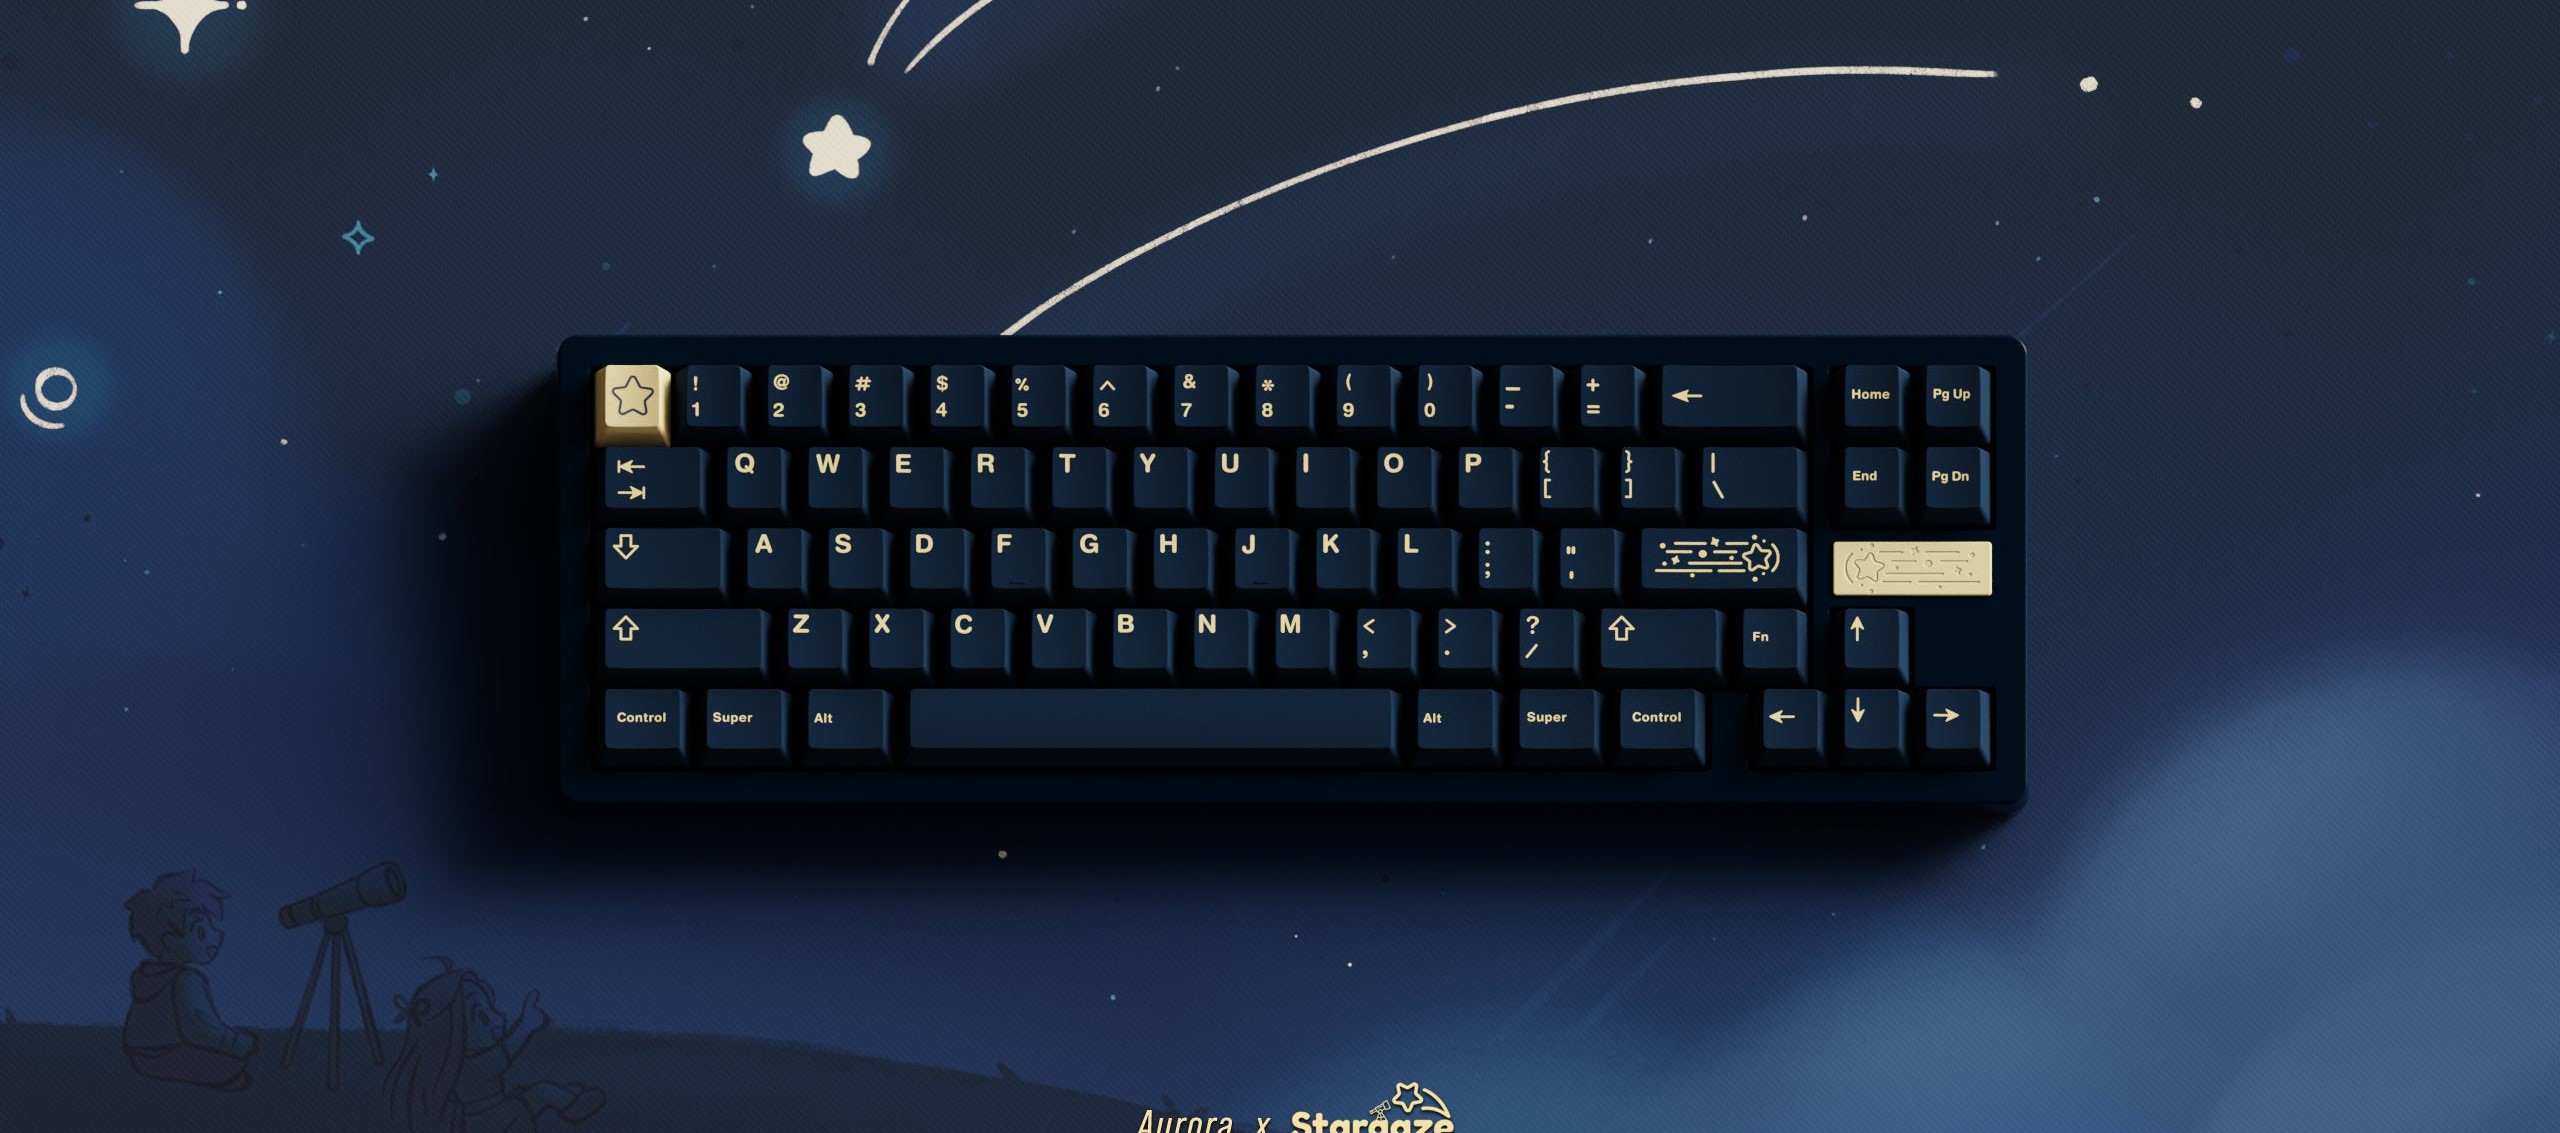 ! @ # $ % ^ & * ( ) _ +
1 2 3 4 5 6 7 8 9 0 - = ← Home Pg Up
Q W E R T Y U I O P { } |
[ ] \ End Pg Dn
A S D F G H J K L : "
; '
Z X C V B N M < > ? Fn ↑
, . /
Control Super Alt Alt Super Control ← ↓ →
Aurora x Stargaze